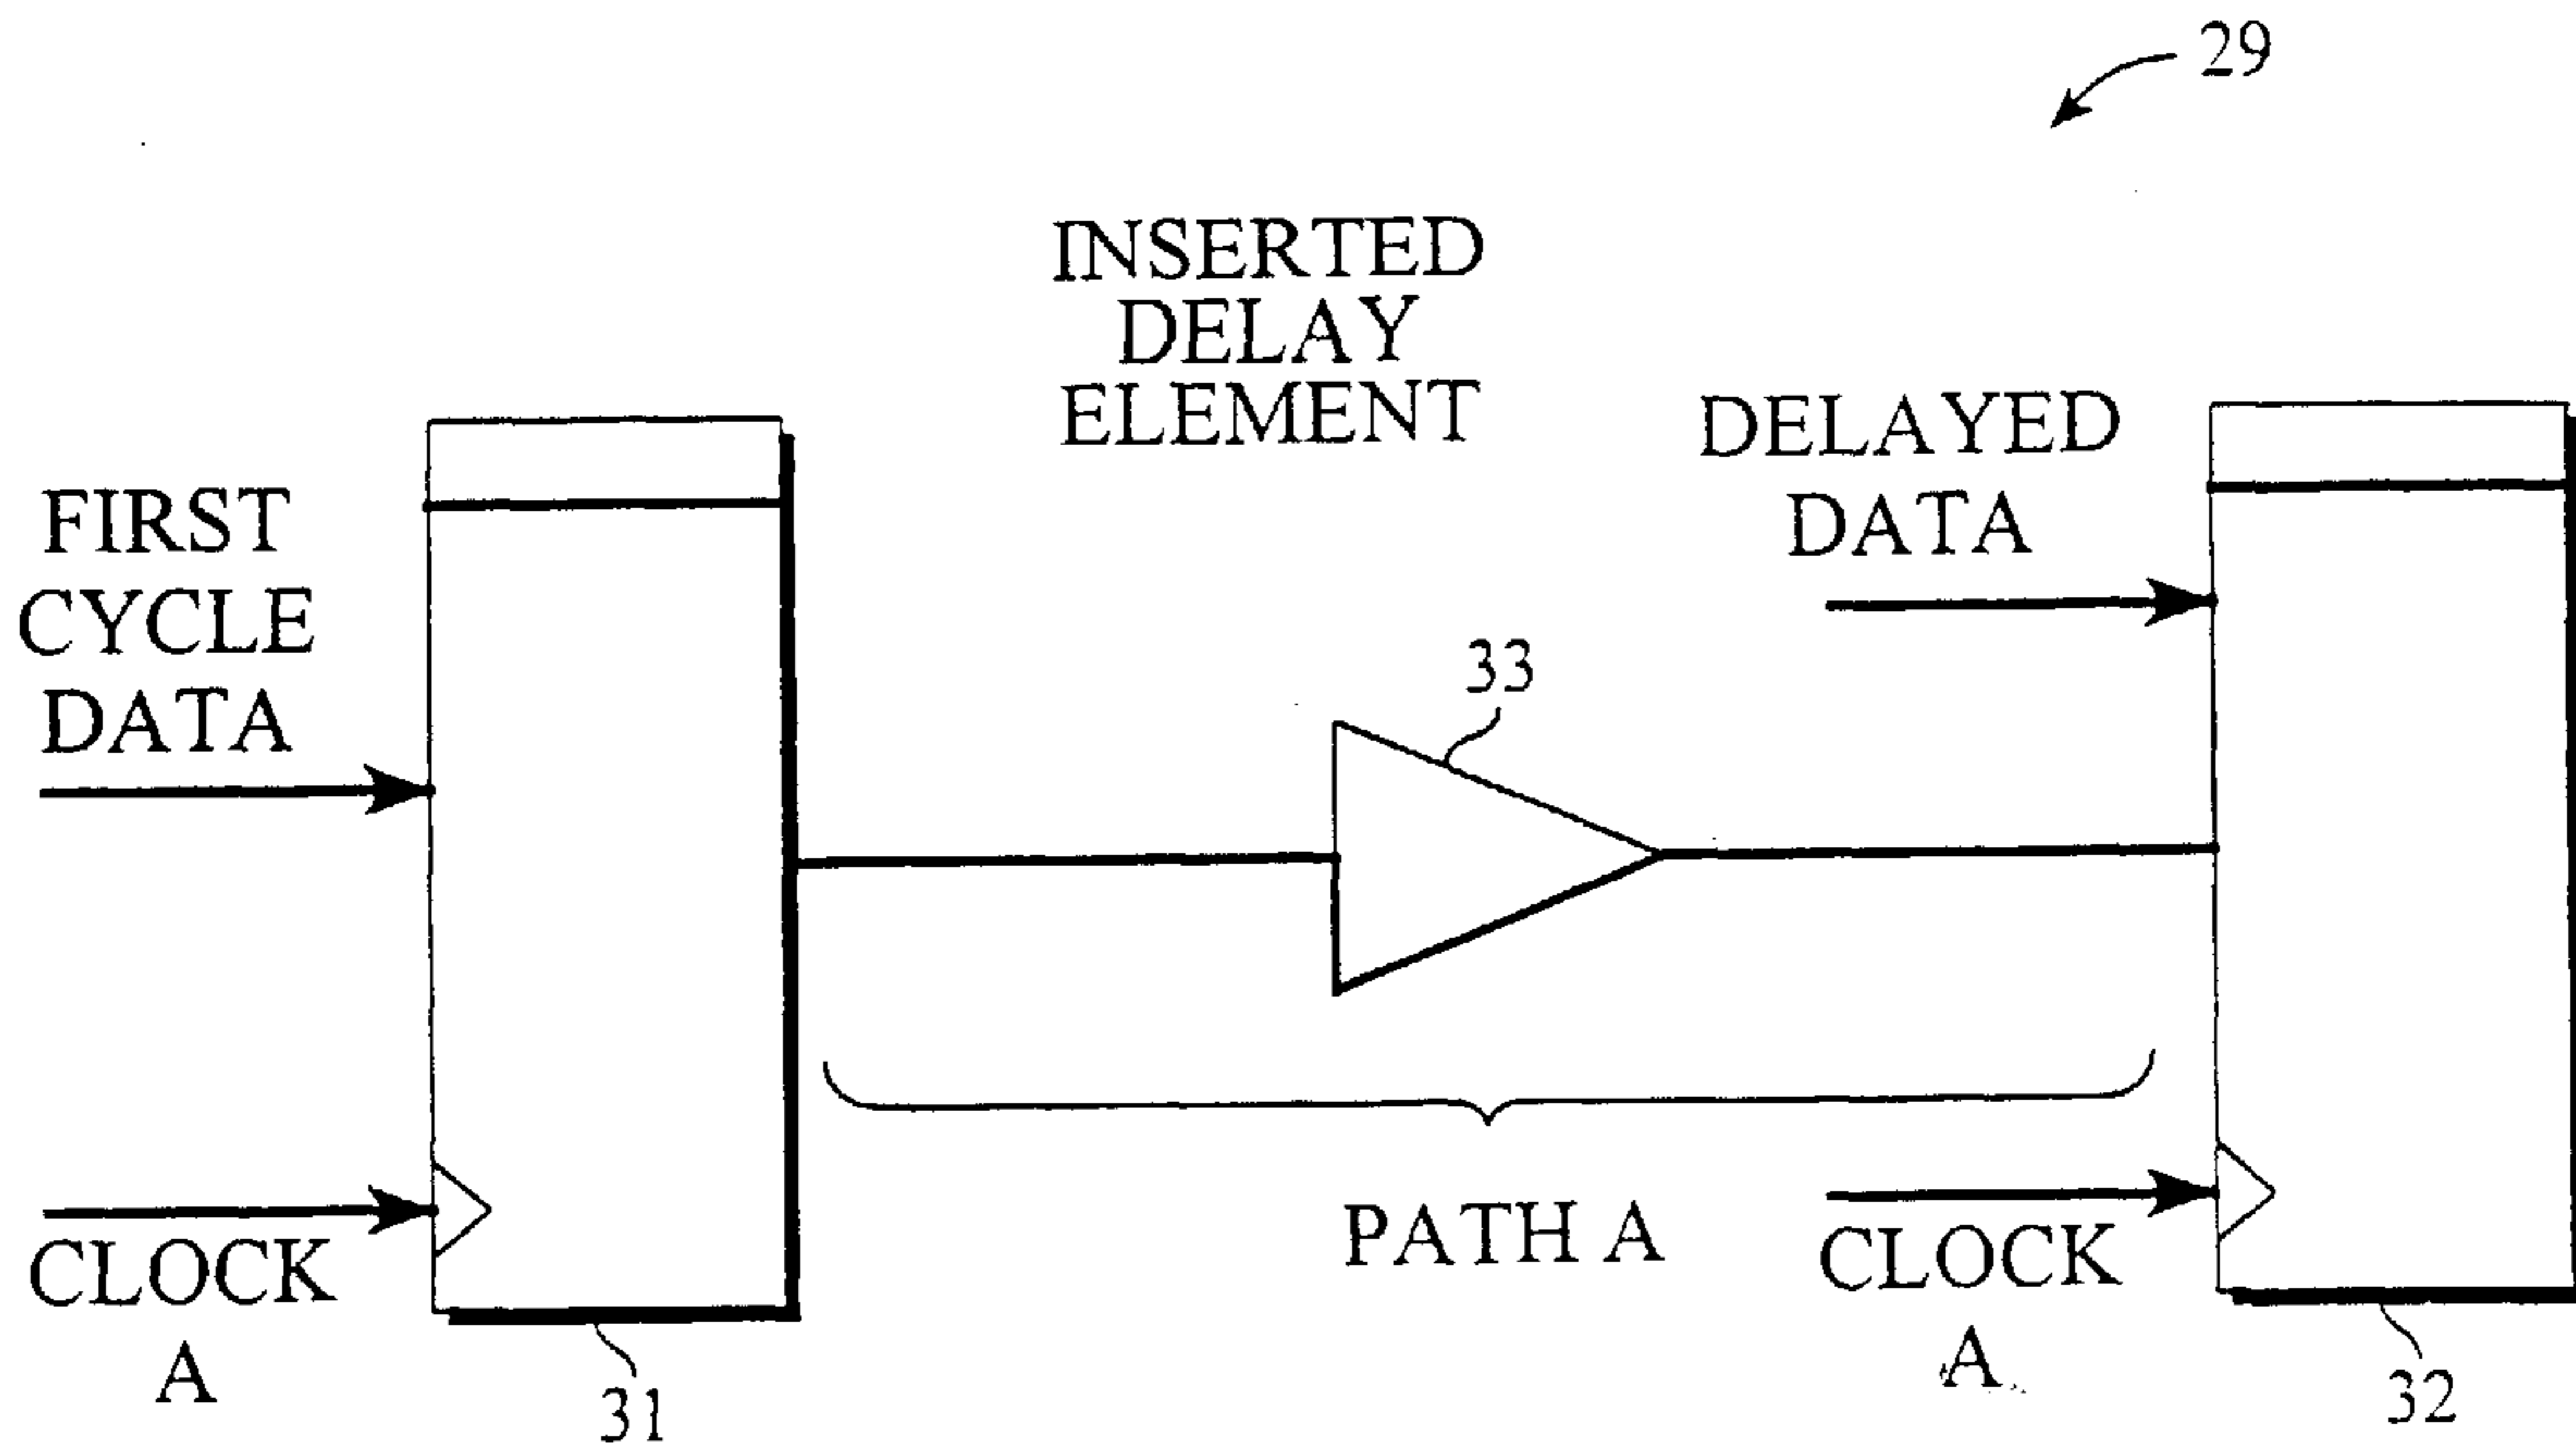 29
INSERTED
DELAY
ELEMENT
DELAYED
DATA
FIRST
CYCLE
DATA
33
PATH A
CLOCK
A
CLOCK
A
31
32